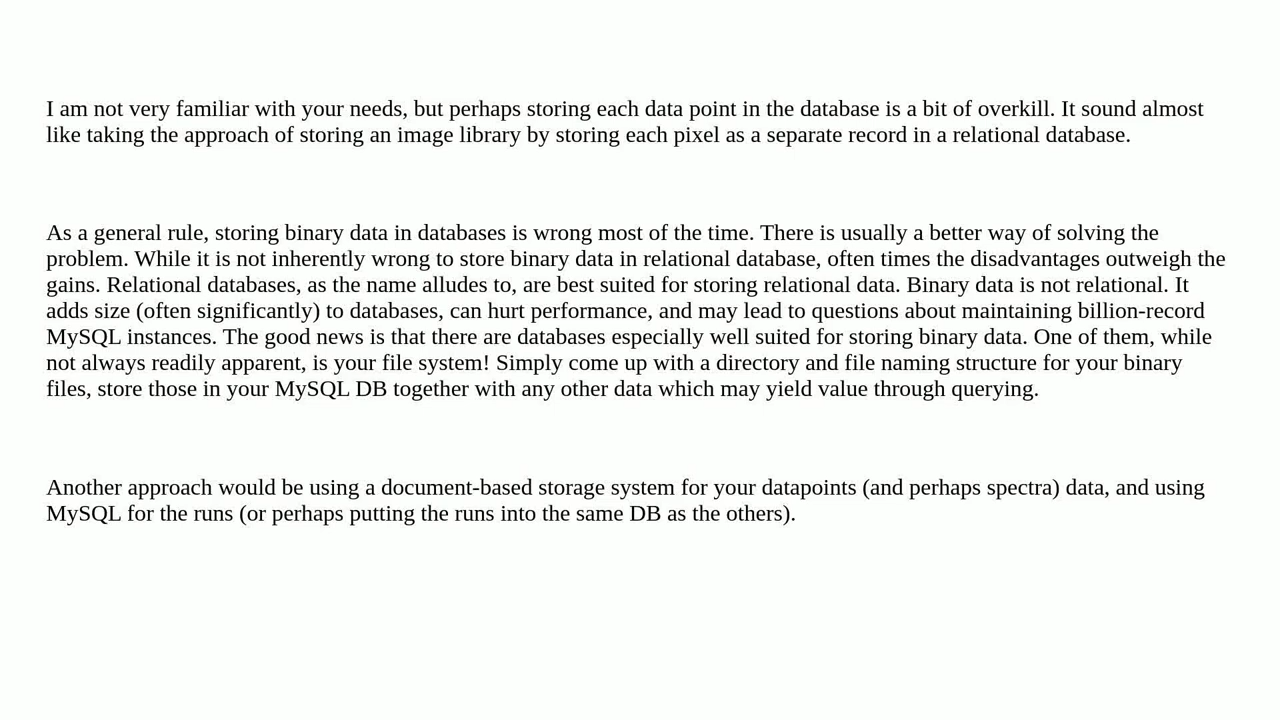 I am not very familiar with your needs, but perhaps storing each data point in the database is a bit of overkill. It sound almost
like taking the approach of storing an image library by storing each pixel as a separate record in a relational database.
As a general rule, storing binary data in databases is wrong most of the time. There is usually a better way of solving the
problem. While it is not inherently wrong to store binary data in relational database, often times the disadvantages outweigh the
gains. Relational databases, as the name alludes to, are best suited for storing relational data. Binary data is not relational. It
adds size (often significantly) to databases, can hurt performance, and may lead to questions about maintaining billion-record
MySQL instances. The good news is that there are databases especially well suited for storing binary data. One of them, while
not always readily apparent, is your file system! Simply come up with a directory and file naming structure for your binary
files, store those in your MySQL DB together with any other data which may yield value through querying.
Another approach would be using a document-based storage system for your datapoints (and perhaps spectra) data, and using
MySQL for the runs (or perhaps putting the runs into the same DB as the others).